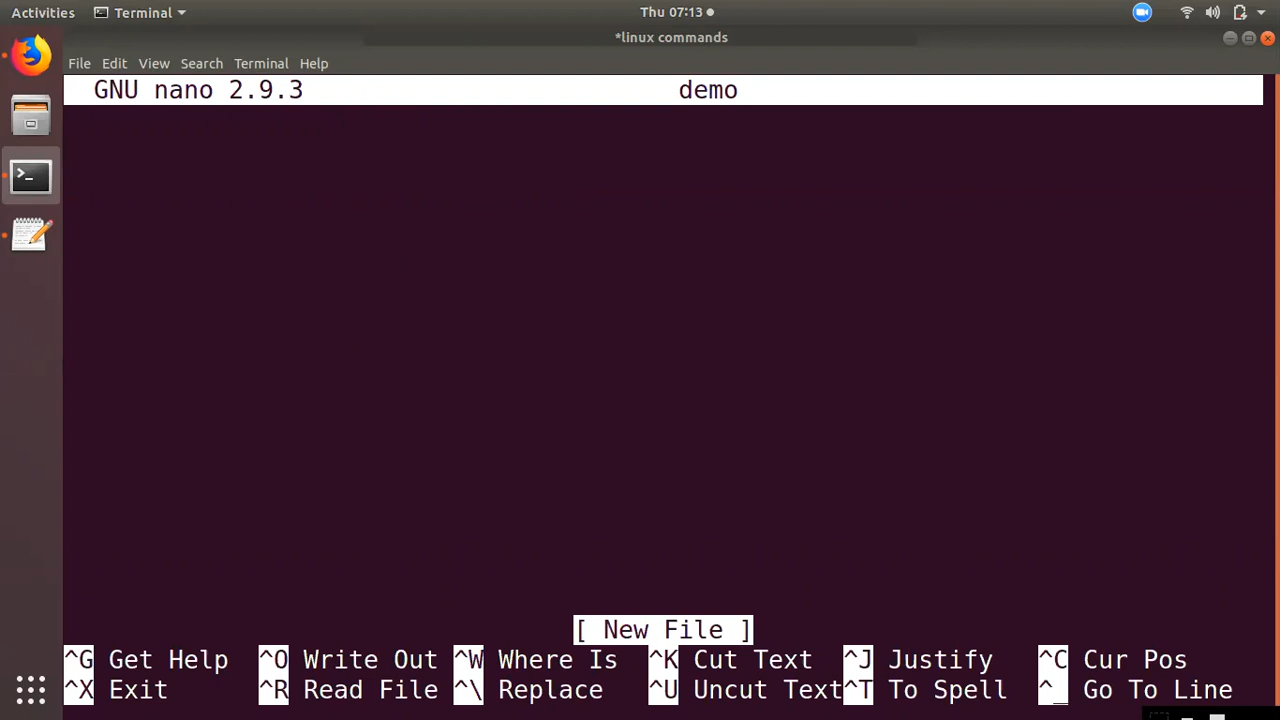 Activities Terminal Thu 07:13
*linux commands
File Edit View Search Terminal Help
GNU nano 2.9.3 demo
[ New File ]
^G Get Help ^O Write Out ^W Where Is ^K Cut Text ^J Justify ^C Cur Pos
^X Exit ^R Read File ^\ Replace ^U Uncut Text ^T To Spell ^_ Go To Line